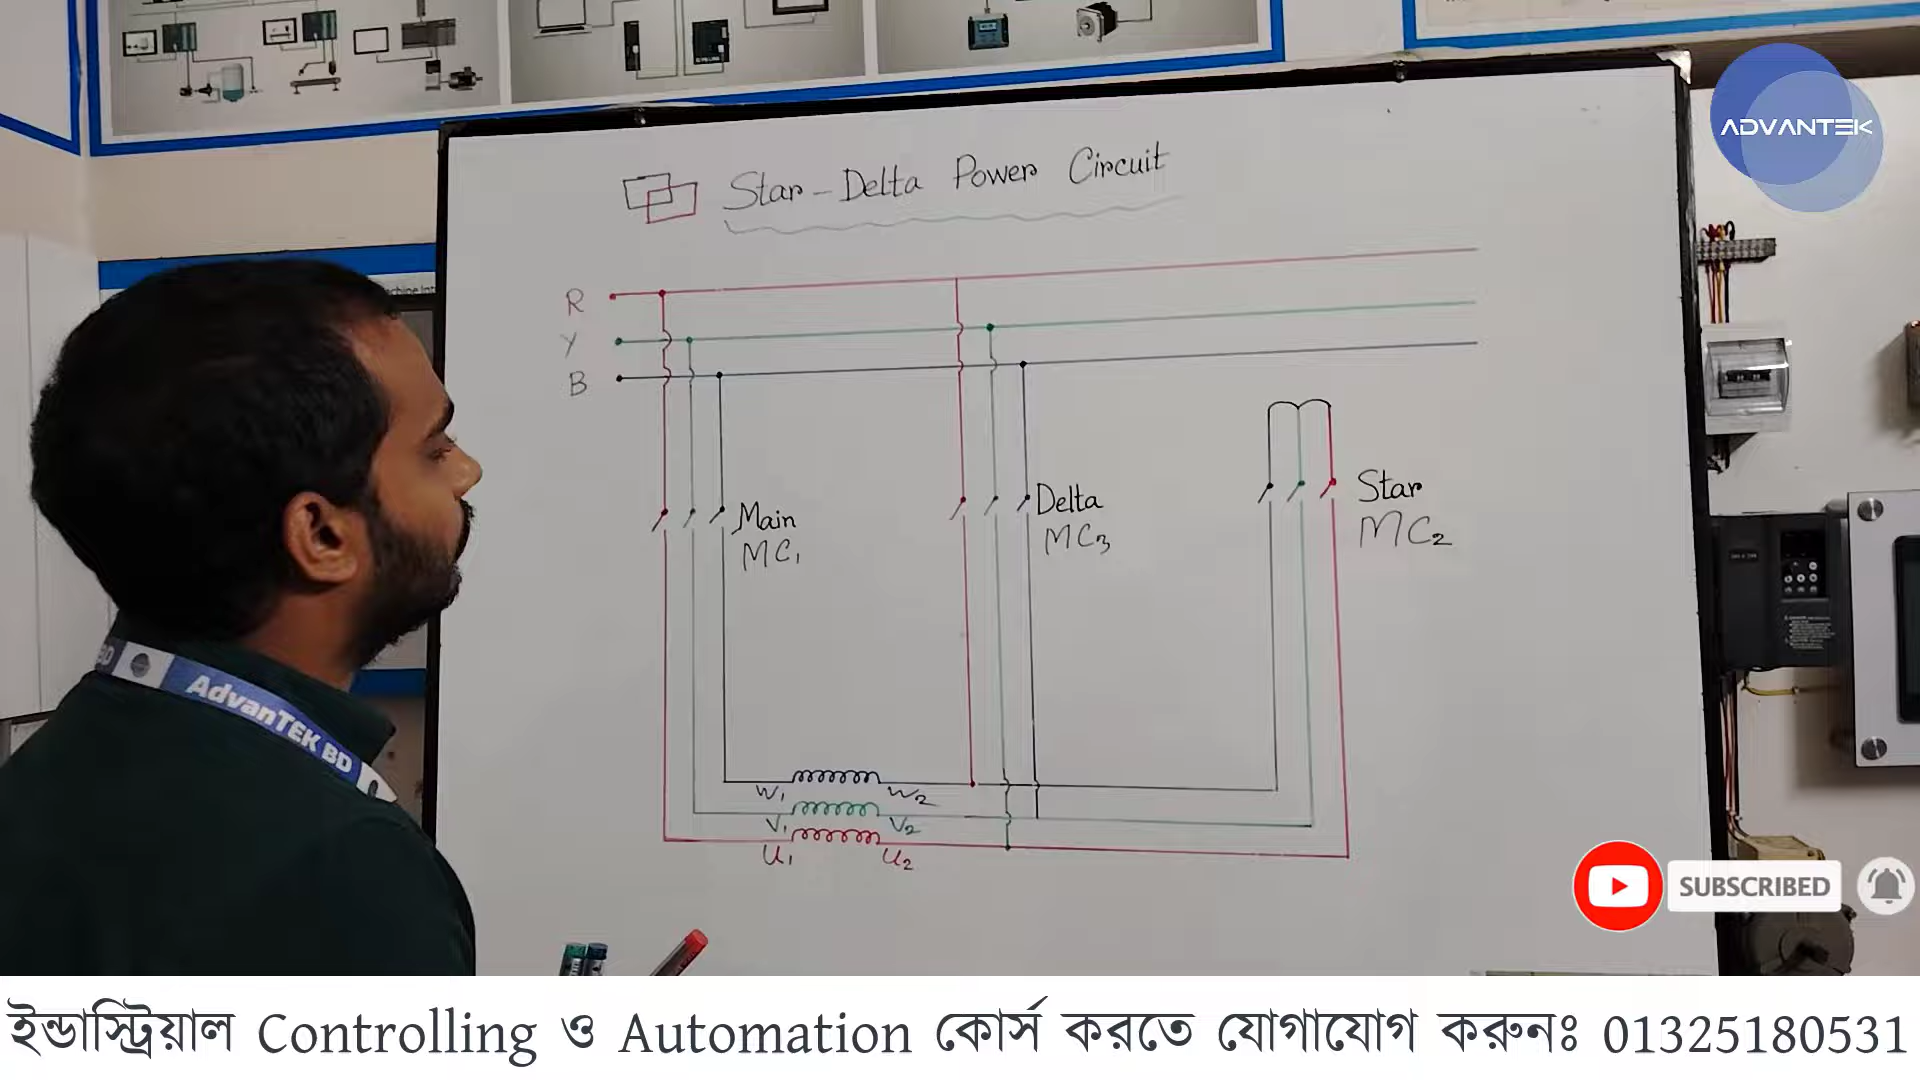 ADVANTEK
Star-Delta Power Circuit
R
Y
B
Main
MC1
Delta
MC3
Star
MC2
W1
W2
V1
V2
U1
U2
AdvanTEK BD
SUBSCRIBED
ইন্ডাস্ট্রিয়াল Controlling ও Automation কোর্স করতে যোগাযোগ করুনঃ 01325180531